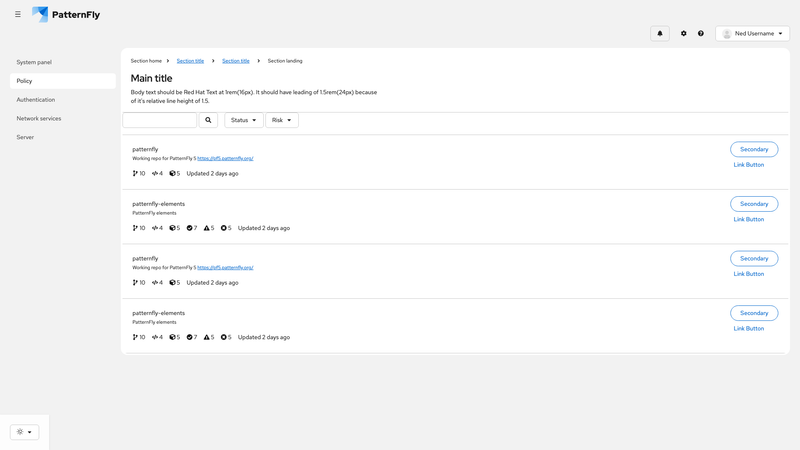 PatternFly
Ned Username
System panel
Policy
Authentication
Network services
Server
Section home Section title Section title Section landing
Main title
Body text should be Red Hat Text at 1rem(16px). It should have leading of 1.5rem(24px) because
of it's relative line height of 1.5.
Status Risk
patternfly
Working repo for PatternFly 5 https://pf5.patternfly.org/
10 4 5 Updated 2 days ago
Secondary
Link Button
patternfly-elements
PatternFly elements
10 4 5 7 5 5 Updated 2 days ago
Secondary
Link Button
patternfly
Working repo for PatternFly 5 https://pf5.patternfly.org/
10 4 5 Updated 2 days ago
Secondary
Link Button
patternfly-elements
PatternFly elements
10 4 5 7 5 5 Updated 2 days ago
Secondary
Link Button